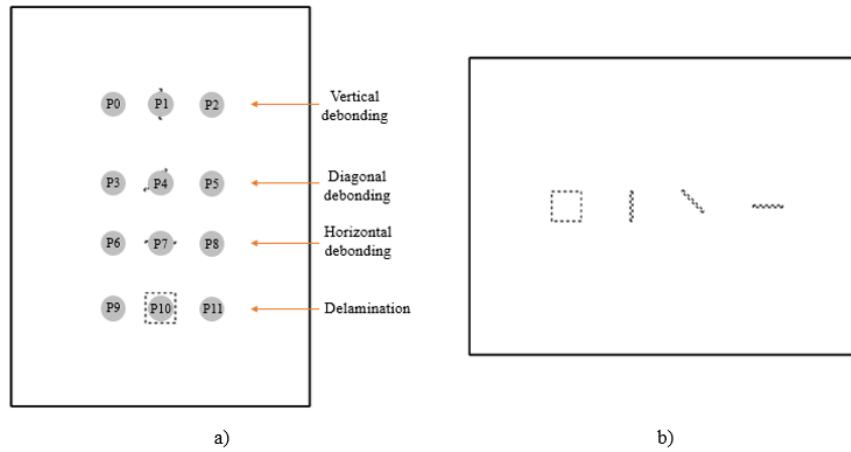 P0 P1 P2
Vertical
debonding
P3 P4 P5
Diagonal
debonding
P6 P7 P8
Horizontal
debonding
P9 P10 P11
Delamination
a)
b)